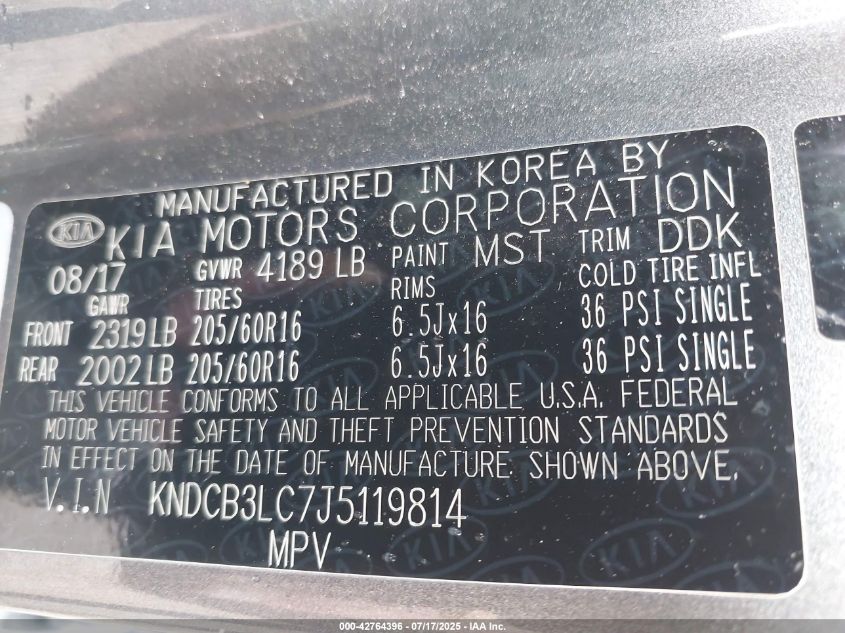 MANUFACTURED IN KOREA BY
KIA KIA MOTORS CORPORATION
08/17 GVWR 4189 LB PAINT MST TRIM DDK
GAWR TIRES RIMS COLD TIRE INFL
FRONT 2319 LB 205/60R16 6.5Jx16 36 PSI SINGLE
REAR 2002 LB 205/60R16 6.5Jx16 36 PSI SINGLE
THIS VEHICLE CONFORMS TO ALL APPLICABLE U.S.A. FEDERAL
MOTOR VEHICLE SAFETY AND THEFT PREVENTION STANDARDS
IN EFFECT ON THE DATE OF MANUFACTURE SHOWN ABOVE.
V.I.N KNDCB3LC7J5119814
MPV
000-42764396 - 07/17/2025 - IAA Inc.